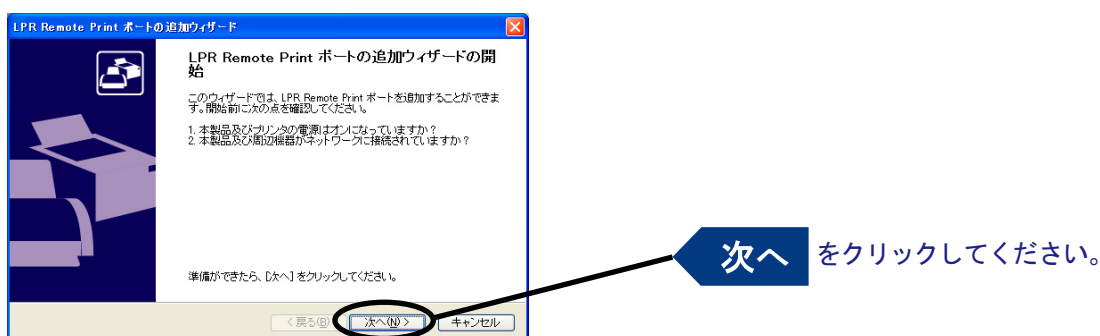 LPR Remote Print ポートの追加ウィザード
LPR Remote Print ポートの追加ウィザードの開
始
このウィザードでは、LPR Remote Print ポートを追加することができま
す。開始前に次の点を確認してください。
1. 本製品及びプリンタの電源はオンになっていますか？
2. 本製品及び周辺機器がネットワークに接続されていますか？
準備ができたら、[次へ] をクリックしてください。
次へ をクリックしてください。
< 戻る(B) 次へ(N) > キャンセル